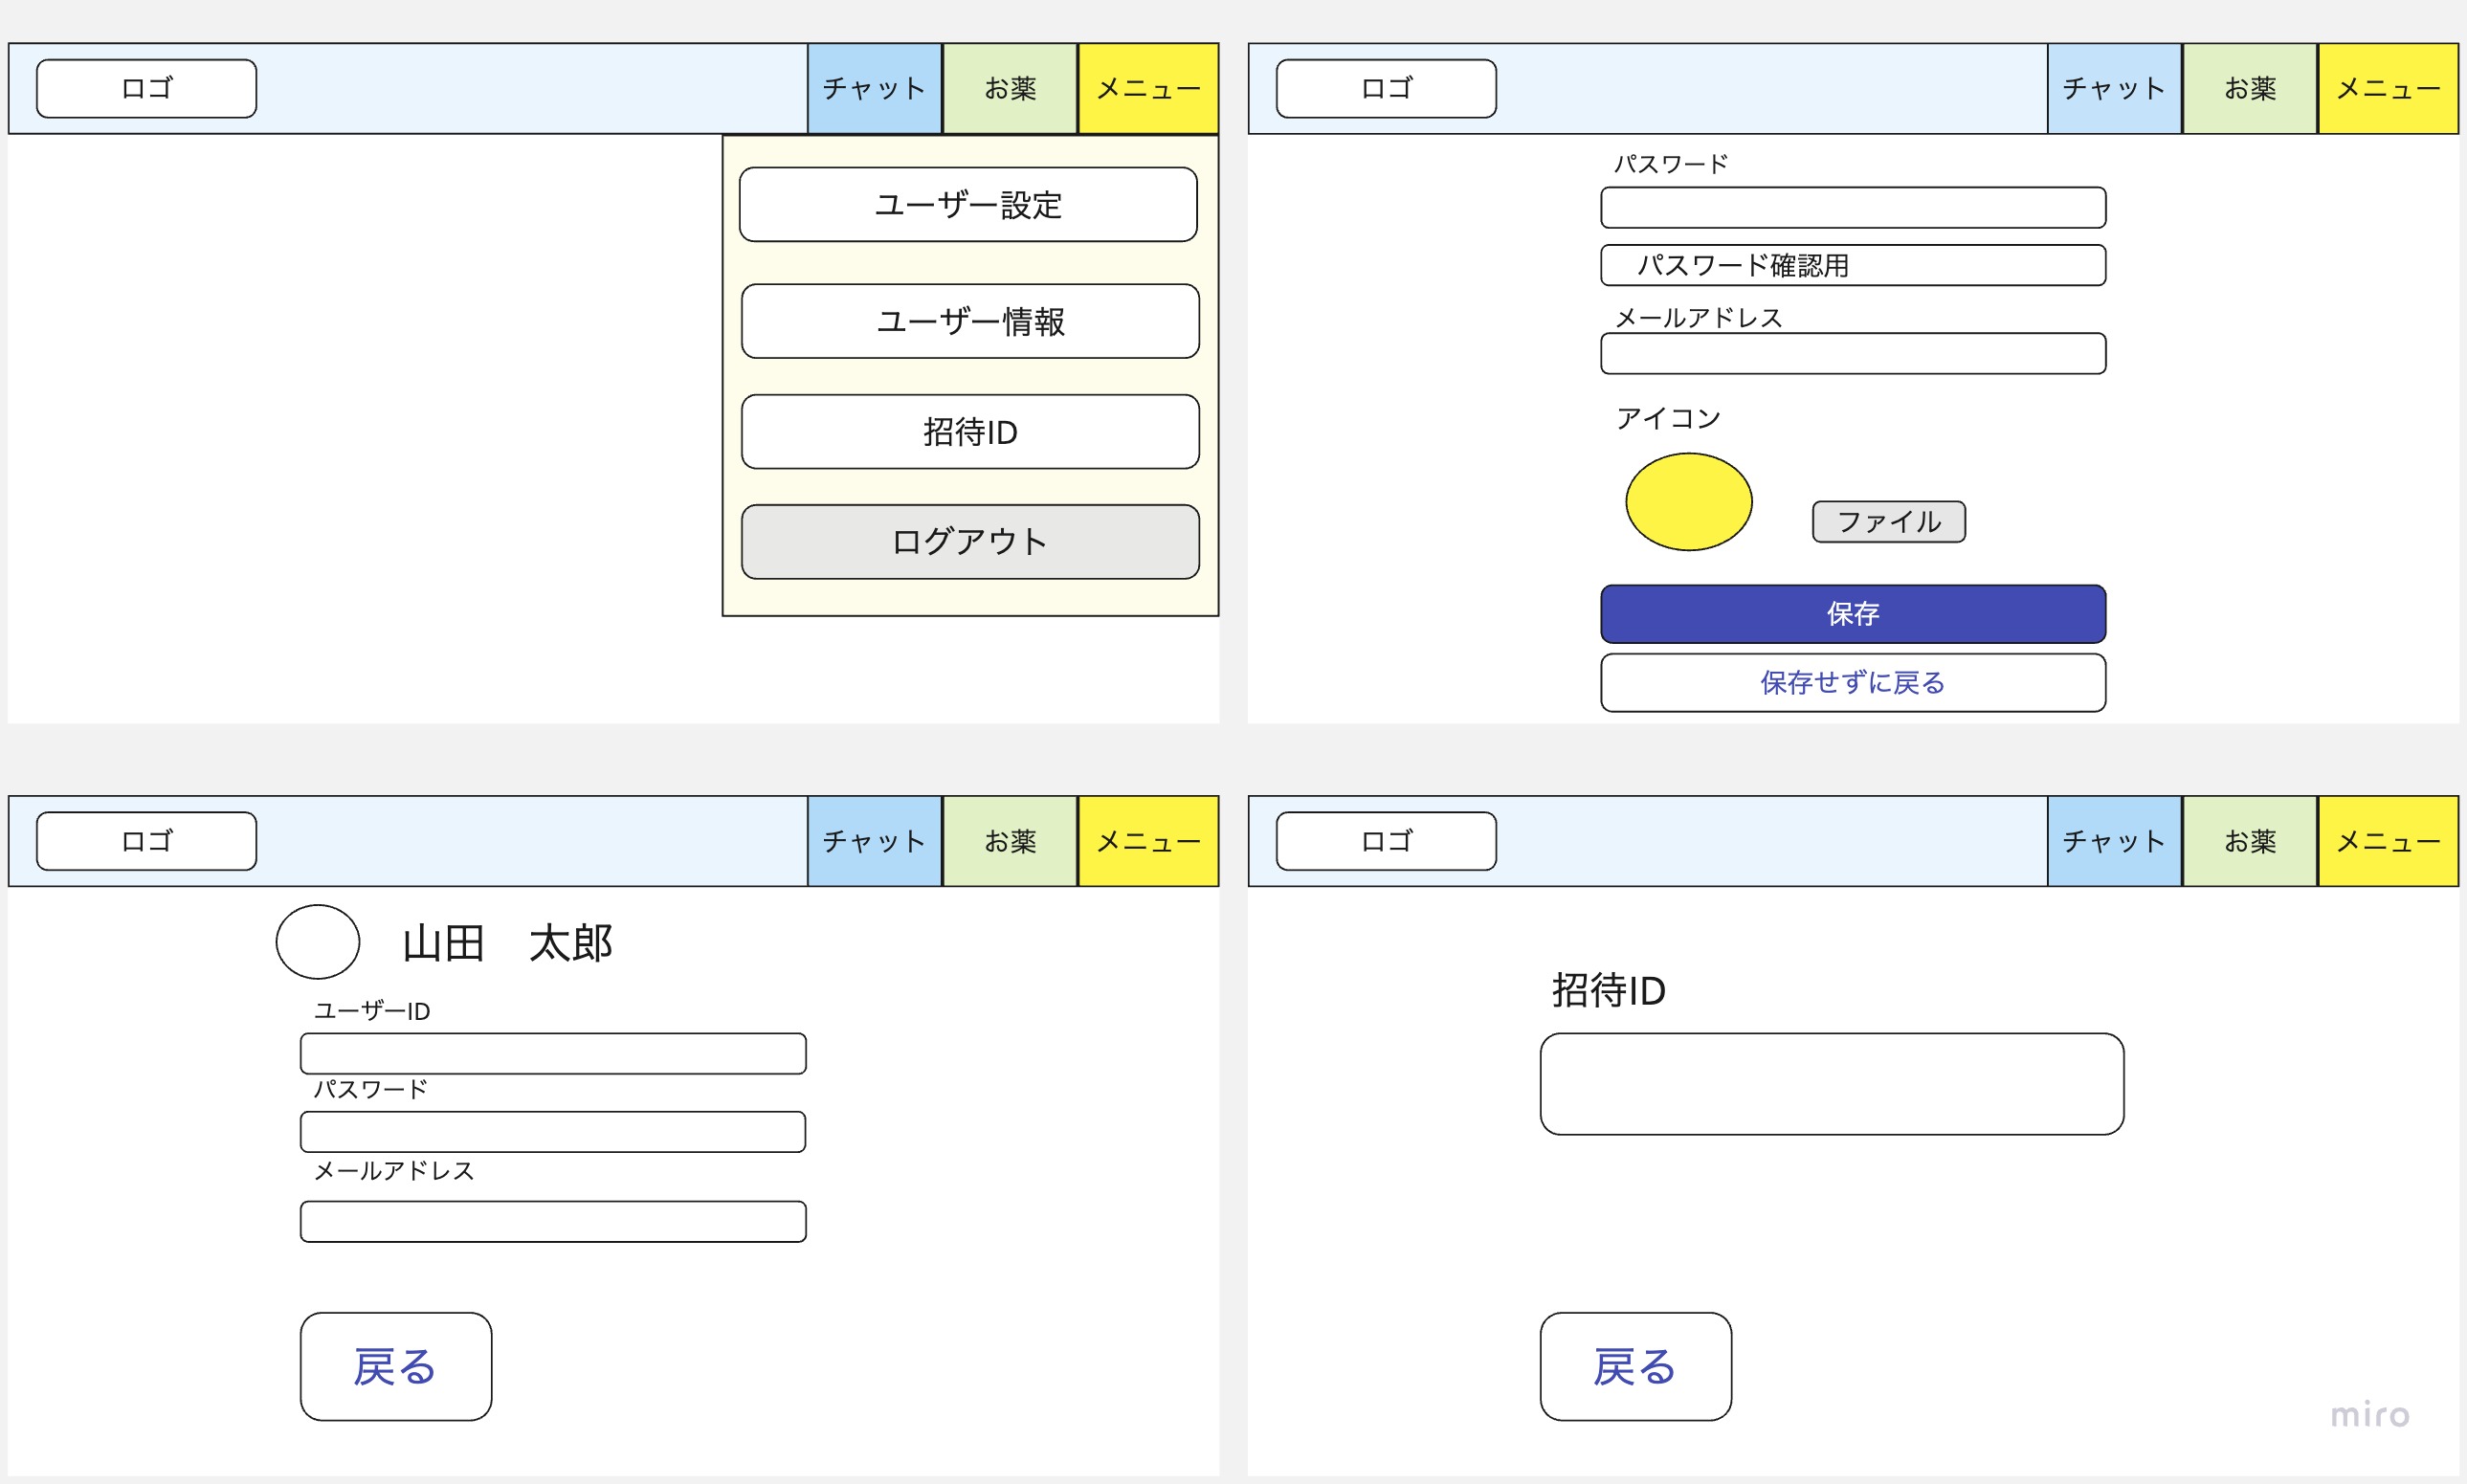 ロゴ
チャット
お薬
メニュー
ユーザー設定
ユーザー情報
招待ID
ログアウト
ロゴ
チャット
お薬
メニュー
パスワード
パスワード確認用
メールアドレス
アイコン
ファイル
保存
保存せずに戻る
ロゴ
チャット
お薬
メニュー
山田　太郎
ユーザーID
パスワード
メールアドレス
戻る
ロゴ
チャット
お薬
メニュー
招待ID
戻る
miro